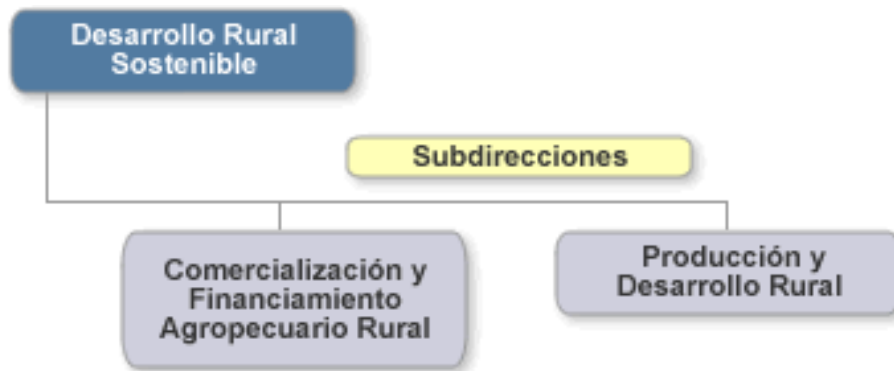 Desarrollo Rural
Sostenible
Subdirecciones
Comercialización y
Financiamiento
Agropecuario Rural
Producción y
Desarrollo Rural